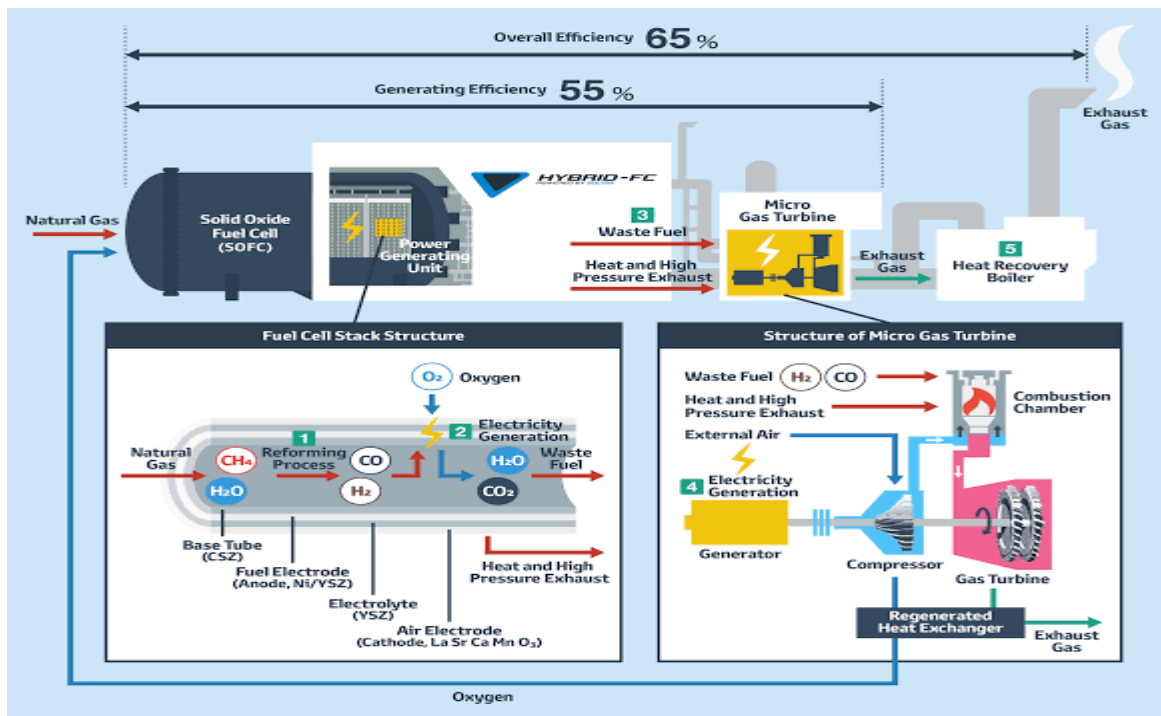 Overall Efficiency 65 %
Generating Efficiency 55 %
Exhaust
Gas
Natural Gas
Solid Oxide
Fuel Cell
(SOFC)
Power
Generating
Unit
HYBRID-FC
3
Waste Fuel
Heat and High
Pressure Exhaust
Micro
Gas Turbine
Exhaust
Gas
5
Heat Recovery
Boiler
Fuel Cell Stack Structure
O₂ Oxygen
1
Reforming
Process
2
Electricity
Generation
Natural
Gas
CH₄
H₂O
CO
H₂
H₂O
CO₂
Waste
Fuel
Base Tube
(CSZ)
Fuel Electrode
(Anode, Ni/YSZ)
Electrolyte
(YSZ)
Air Electrode
(Cathode, La Sr Ca Mn O₃)
Heat and High
Pressure Exhaust
Structure of Micro Gas Turbine
Waste Fuel H₂ CO
Heat and High
Pressure Exhaust
External Air
Combustion
Chamber
4
Electricity
Generation
Generator
Compressor
Gas Turbine
Regenerated
Heat Exchanger
Exhaust
Gas
Oxygen